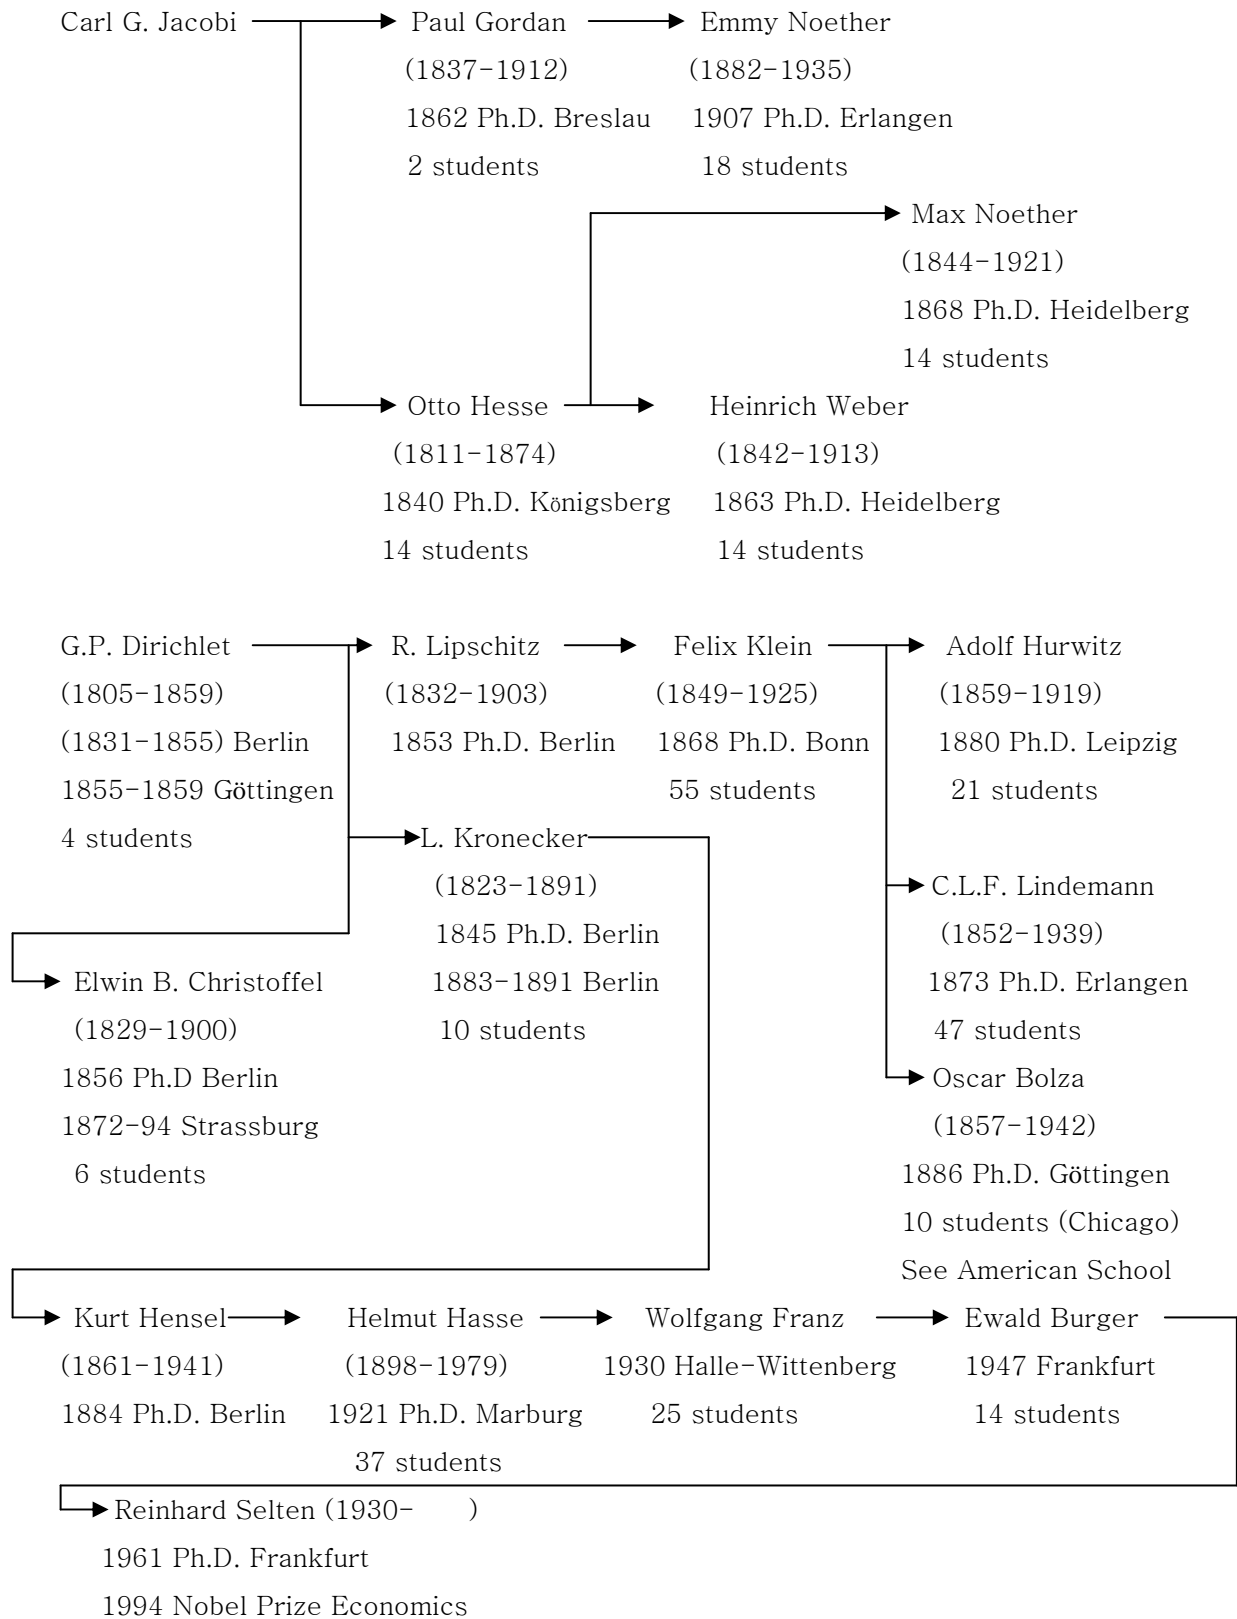 Carl G. Jacobi Paul Gordan Emmy Noether
(1837-1912) (1882-1935)
1862 Ph.D. Breslau 1907 Ph.D. Erlangen
2 students 18 students
Max Noether
(1844-1921)
1868 Ph.D. Heidelberg
14 students
Otto Hesse Heinrich Weber
(1811-1874) (1842-1913)
1840 Ph.D. Königsberg 1863 Ph.D. Heidelberg
14 students 14 students
G.P. Dirichlet R. Lipschitz Felix Klein Adolf Hurwitz
(1805-1859) (1832-1903) (1849-1925) (1859-1919)
(1831-1855) Berlin 1853 Ph.D. Berlin 1868 Ph.D. Bonn 1880 Ph.D. Leipzig
1855-1859 Göttingen 55 students 21 students
4 students L. Kronecker
(1823-1891) C.L.F. Lindemann
1845 Ph.D. Berlin (1852-1939)
Elwin B. Christoffel 1883-1891 Berlin 1873 Ph.D. Erlangen
(1829-1900) 10 students 47 students
1856 Ph.D Berlin Oscar Bolza
1872-94 Strassburg (1857-1942)
6 students 1886 Ph.D. Göttingen
10 students (Chicago)
See American School
Kurt Hensel Helmut Hasse Wolfgang Franz Ewald Burger
(1861-1941) (1898-1979) 1930 Halle-Wittenberg 1947 Frankfurt
1884 Ph.D. Berlin 1921 Ph.D. Marburg 25 students 14 students
37 students
Reinhard Selten (1930- )
1961 Ph.D. Frankfurt
1994 Nobel Prize Economics